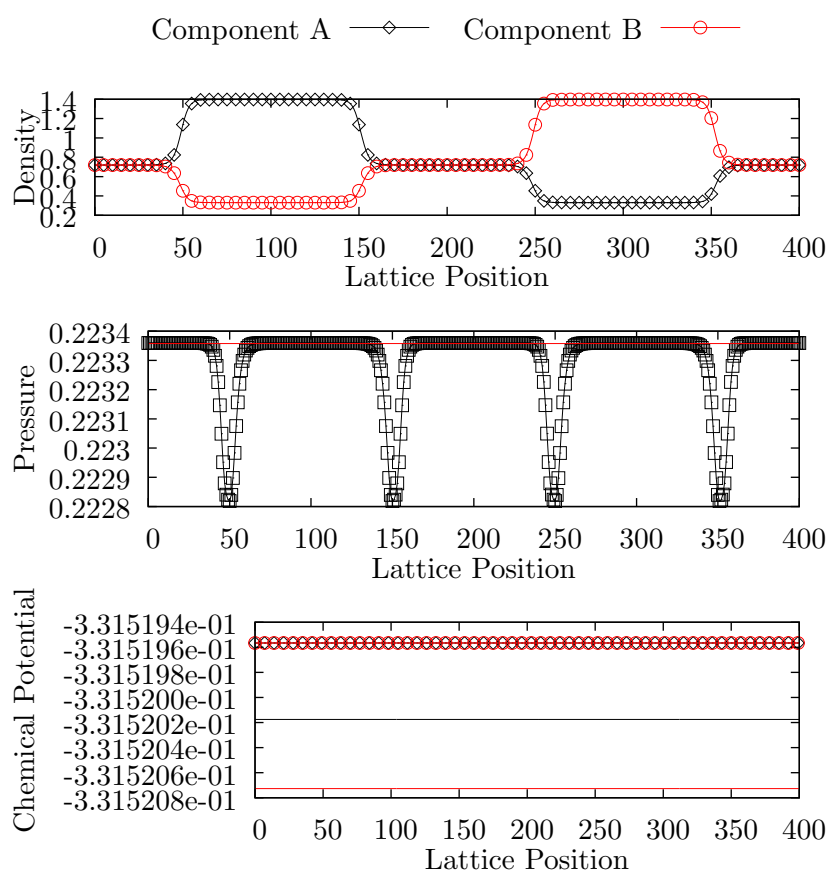 Component A Component B
1.4
1.2
1
0.8
0.6
0.4
0.2
Density
0 50 100 150 200 250 300 350 400
Lattice Position
0.2234
0.2233
0.2232
0.2231
0.223
0.2229
0.2228
Pressure
0 50 100 150 200 250 300 350 400
Lattice Position
-3.315194e-01
-3.315196e-01
-3.315198e-01
-3.315200e-01
-3.315202e-01
-3.315204e-01
-3.315206e-01
-3.315208e-01
Chemical Potential
0 50 100 150 200 250 300 350 400
Lattice Position